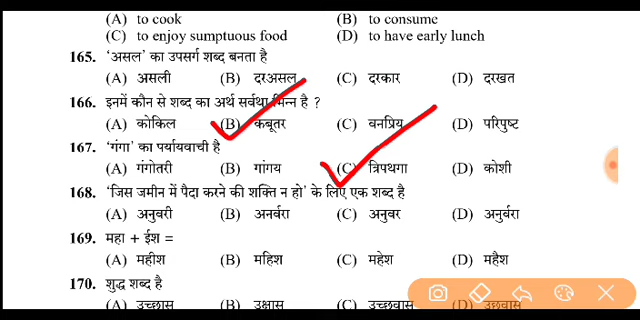 (A) to cook (B) to consume
(C) to enjoy sumptuous food (D) to have early lunch
165. ‘असल’ का उपसर्ग शब्द बनता है
(A) असली (B) दरअसल (C) दरकार (D) दरखत
166. इनमें कौन से शब्द का अर्थ सर्वथा भिन्न है ?
(A) कोकिल (B) कबूतर (C) वनप्रिय (D) परिपुष्ट
167. ‘गंगा’ का पर्यायवाची है
(A) गंगोतरी (B) गांगय (C) त्रिपथगा (D) कोशी
168. ‘जिस जमीन में पैदा करने की शक्ति न हो’ के लिए एक शब्द है
(A) अनुवरी (B) अनर्वरा (C) अनुबर (D) अनुर्बरा
169. महा + ईश =
(A) महीश (B) महिश (C) महेश (D) महैश
170. शुद्ध शब्द है
(A) उच्छास (B) उक्षास (C) उच्छवास (D) उछवास